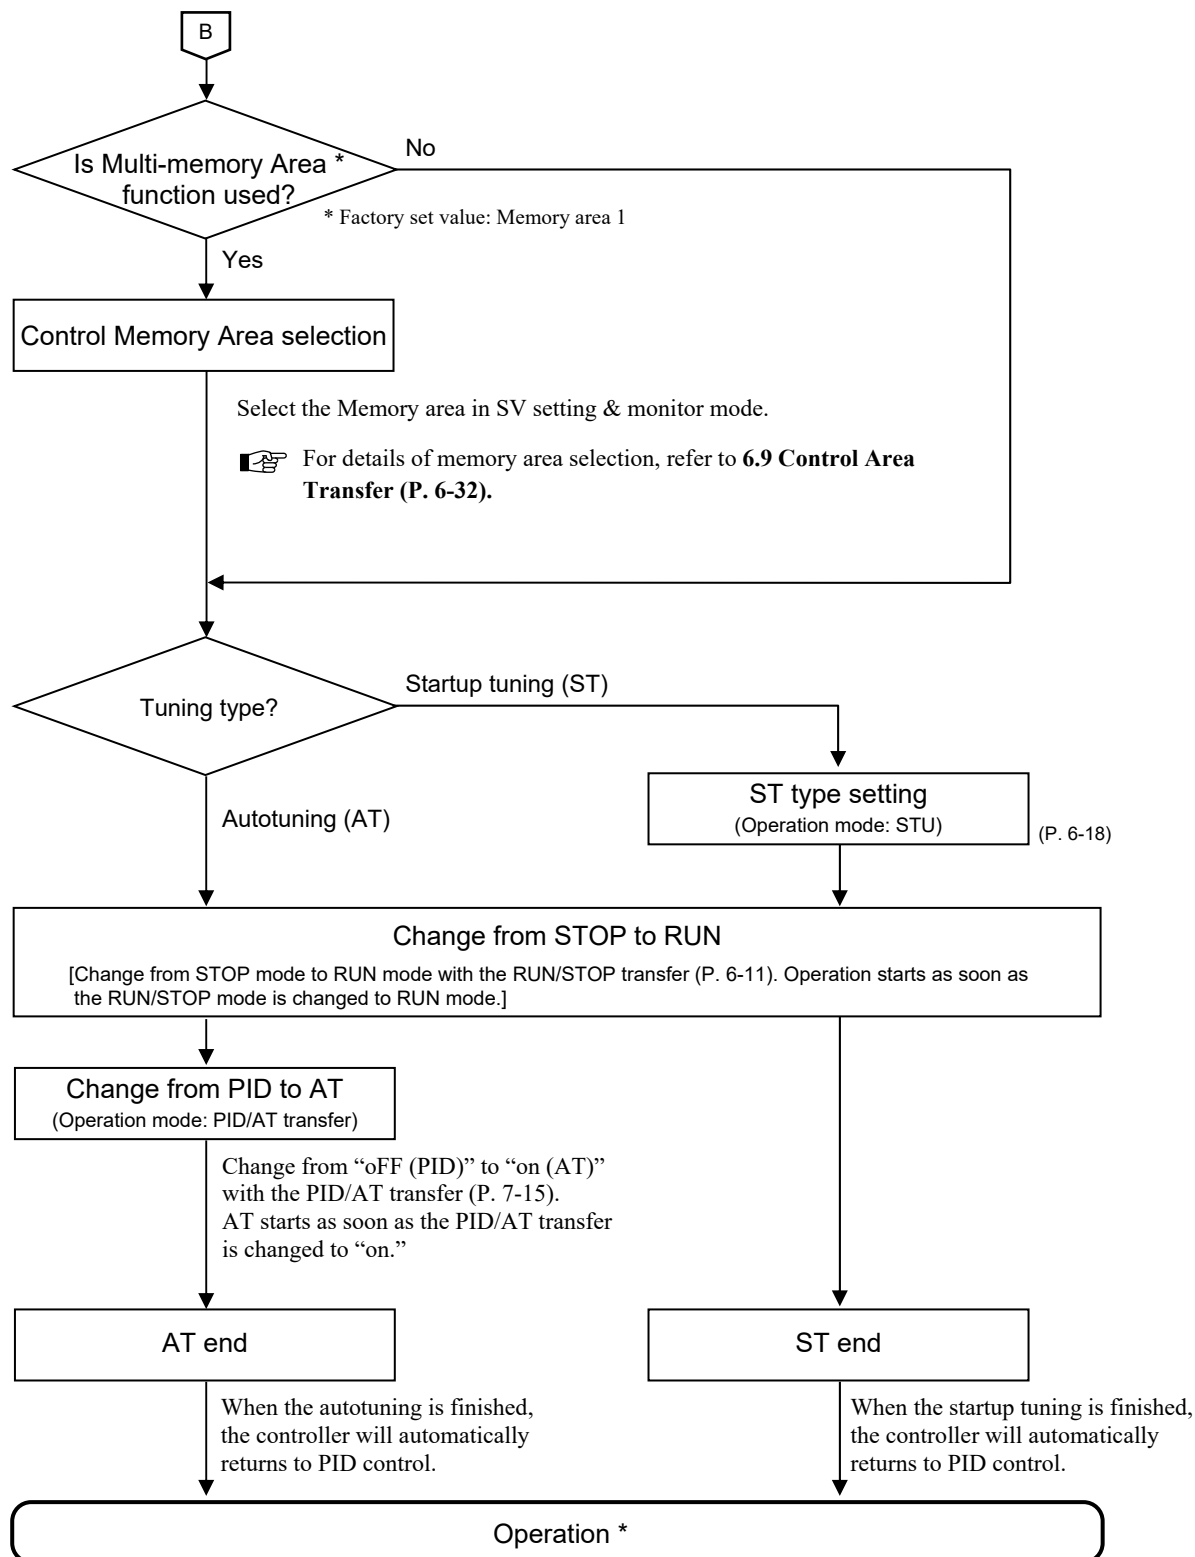 B
Is Multi-memory Area *
function used?
No
* Factory set value: Memory area 1
Yes
Control Memory Area selection
Select the Memory area in SV setting & monitor mode.
For details of memory area selection, refer to 6.9 Control Area
Transfer (P. 6-32).
Tuning type?
Startup tuning (ST)
Autotuning (AT)
ST type setting
(Operation mode: STU)
(P. 6-18)
Change from STOP to RUN
[Change from STOP mode to RUN mode with the RUN/STOP transfer (P. 6-11). Operation starts as soon as
the RUN/STOP mode is changed to RUN mode.]
Change from PID to AT
(Operation mode: PID/AT transfer)
Change from “oFF (PID)” to “on (AT)”
with the PID/AT transfer (P. 7-15).
AT starts as soon as the PID/AT transfer
is changed to “on.”
AT end
ST end
When the autotuning is finished,
the controller will automatically
returns to PID control.
When the startup tuning is finished,
the controller will automatically
returns to PID control.
Operation *